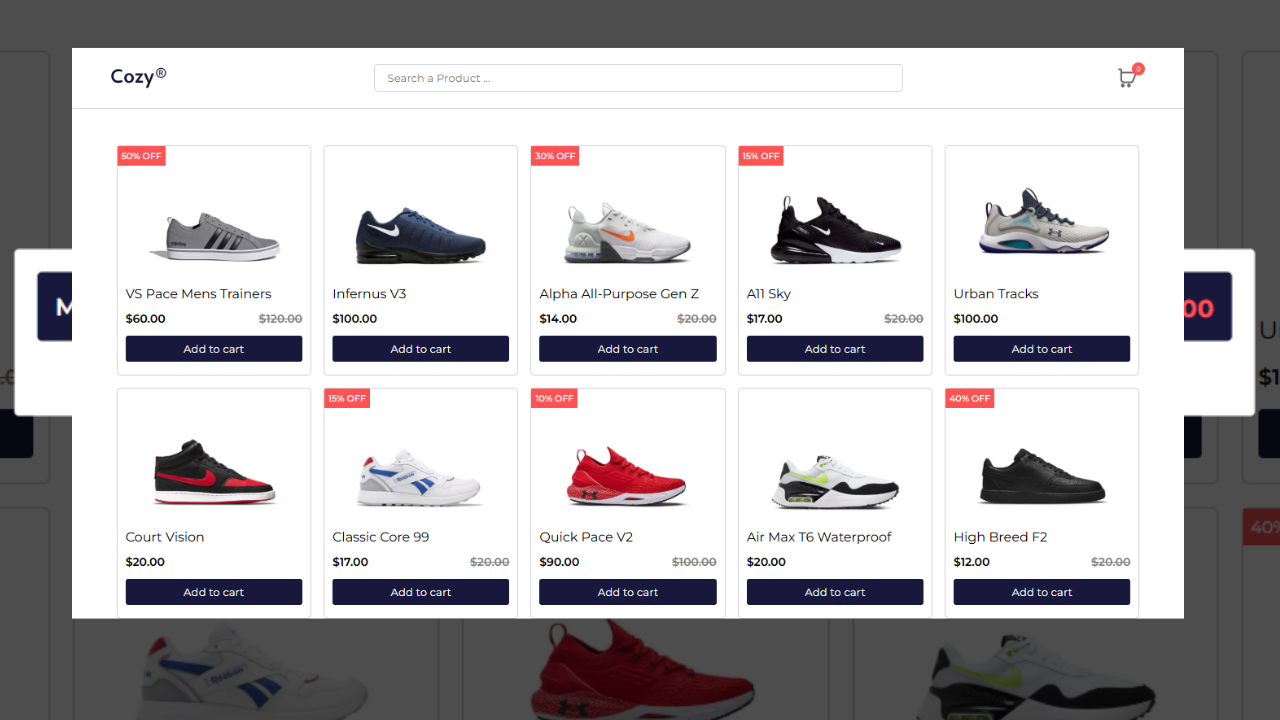 Cozy®
Search a Product ...
0
50% OFF
30% OFF
15% OFF
VS Pace Mens Trainers
Infernus V3
Alpha All-Purpose Gen Z
A11 Sky
Urban Tracks
$60.00 $120.00
$100.00
$14.00 $20.00
$17.00 $20.00
$100.00
Add to cart
Add to cart
Add to cart
Add to cart
Add to cart
15% OFF
10% OFF
40% OFF
Court Vision
Classic Core 99
Quick Pace V2
Air Max T6 Waterproof
High Breed F2
$20.00
$17.00 $20.00
$90.00 $100.00
$20.00
$12.00 $20.00
Add to cart
Add to cart
Add to cart
Add to cart
Add to cart
M
00
U
$1
40%
Reebok